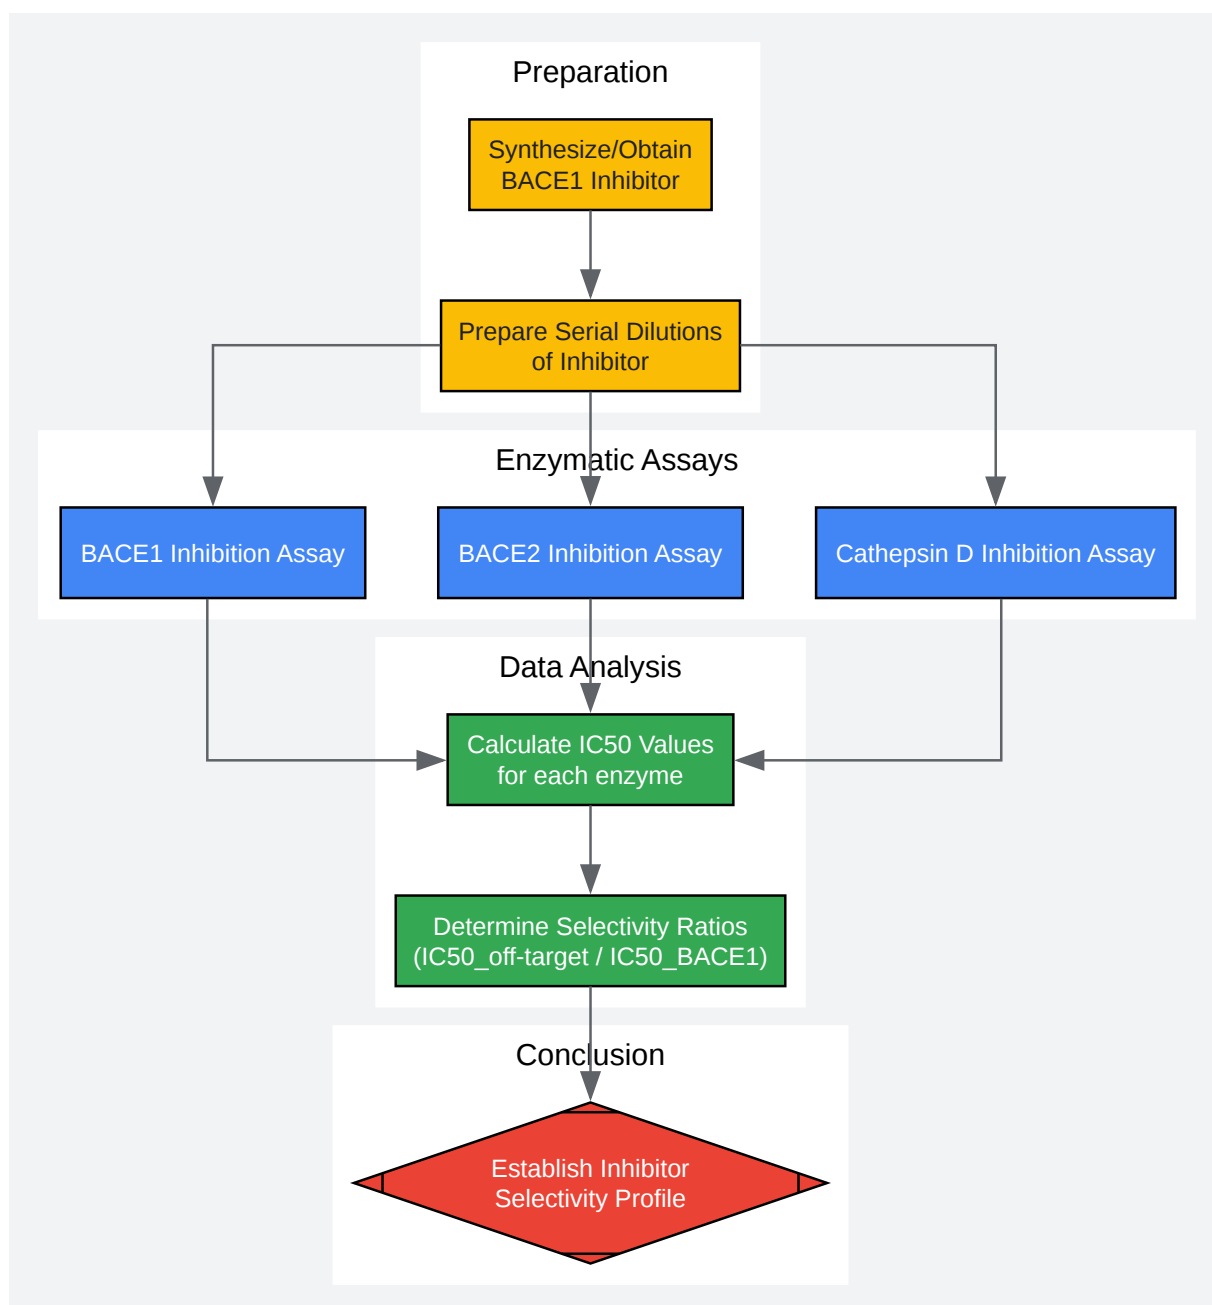 Preparation
Synthesize/Obtain
BACE1 Inhibitor
Prepare Serial Dilutions
of Inhibitor
Enzymatic Assays
BACE1 Inhibition Assay
BACE2 Inhibition Assay
Cathepsin D Inhibition Assay
Data Analysis
Calculate IC50 Values
for each enzyme
Determine Selectivity Ratios
(IC50_off-target / IC50_BACE1)
Conclusion
Establish Inhibitor
Selectivity Profile